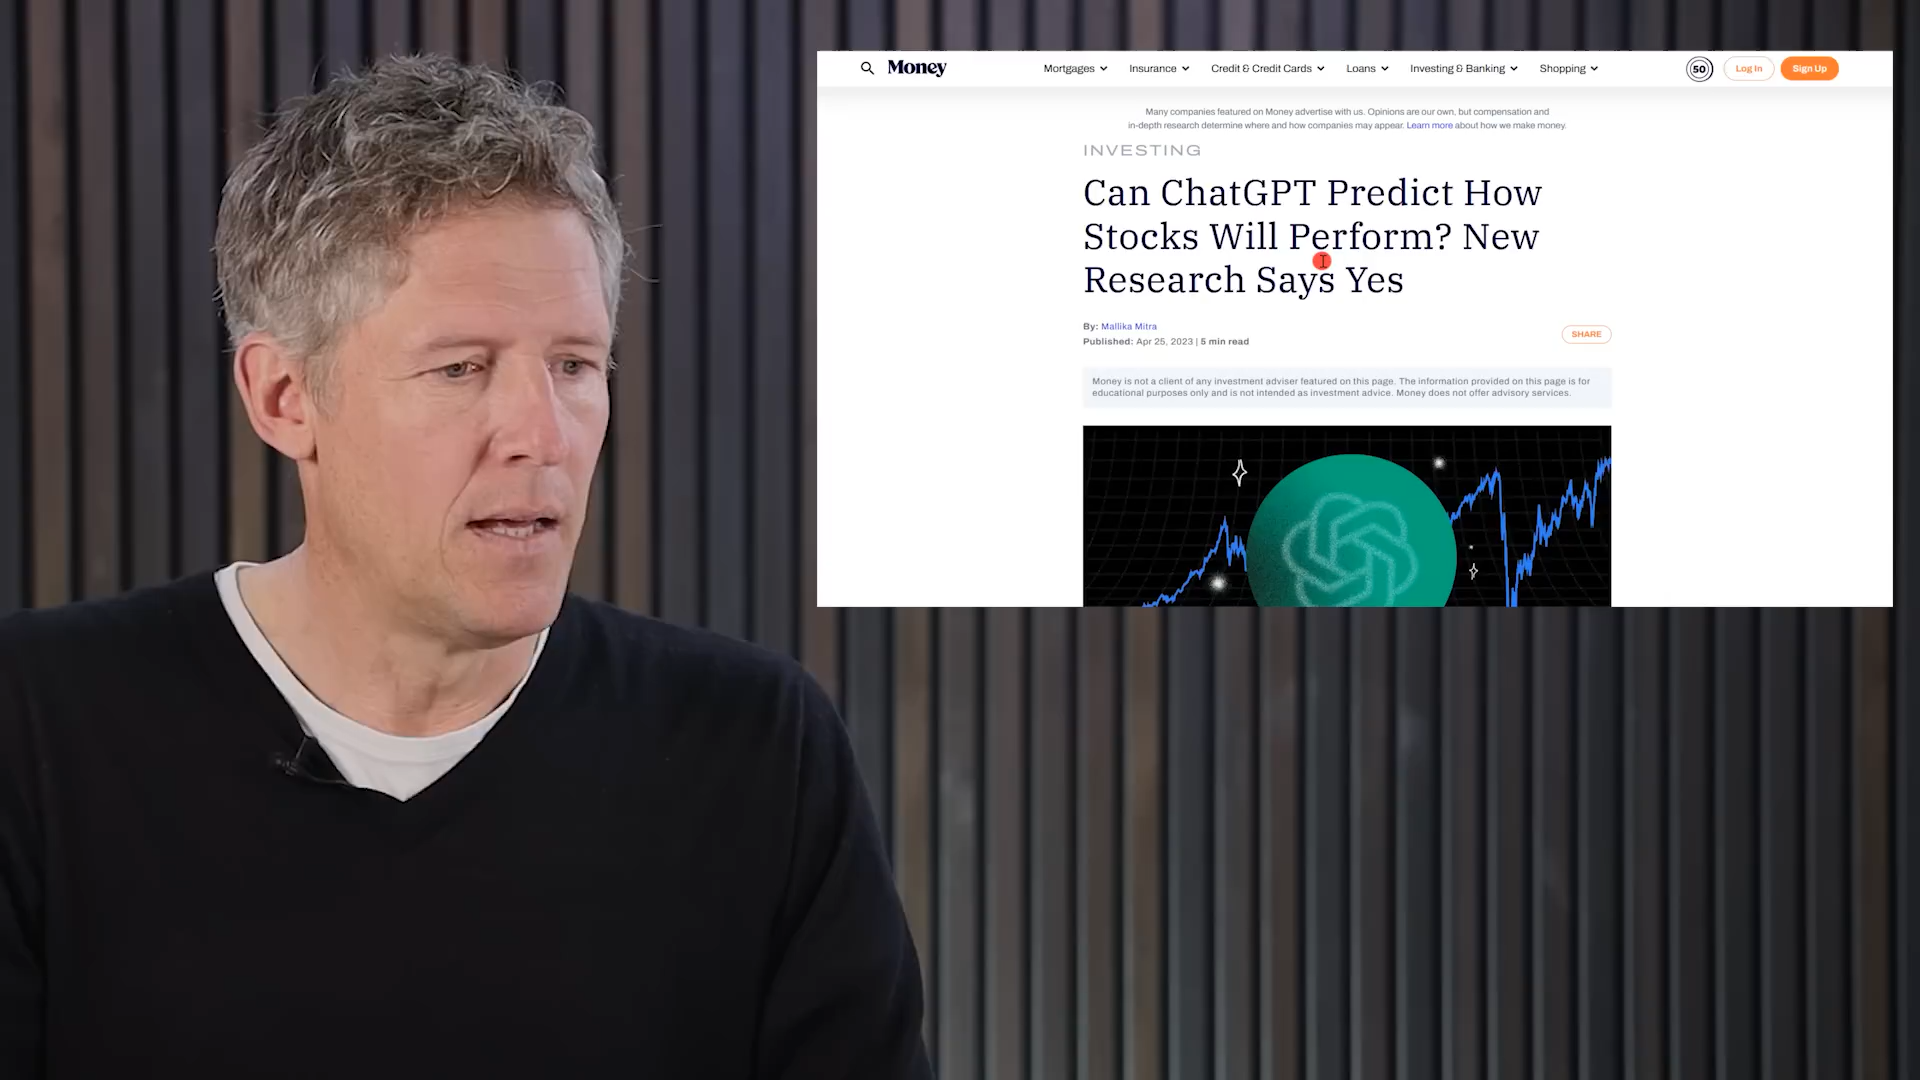 Money
Mortgages
Insurance
Credit & Credit Cards
Loans
Investing & Banking
Shopping
50
Log In
Sign Up
Many companies featured on Money advertise with us. Opinions are our own, but compensation and
in-depth research determine where and how companies may appear. Learn more about how we make money.
INVESTING
Can ChatGPT Predict How
Stocks Will Perform? New
Research Says Yes
By: Mallika Mitra
Published: Apr 25, 2023 | 5 min read
SHARE
Money is not a client of any investment adviser featured on this page. The information provided on this page is for
educational purposes only and is not intended as investment advice. Money does not offer advisory services.